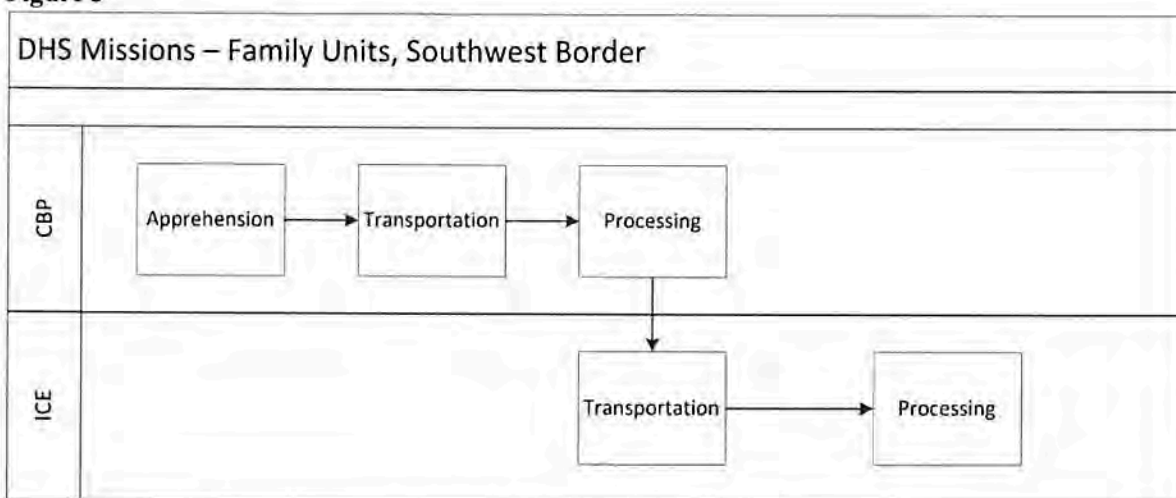 DHS Missions – Family Units, Southwest Border
CBP
Apprehension
Transportation
Processing
ICE
Transportation
Processing